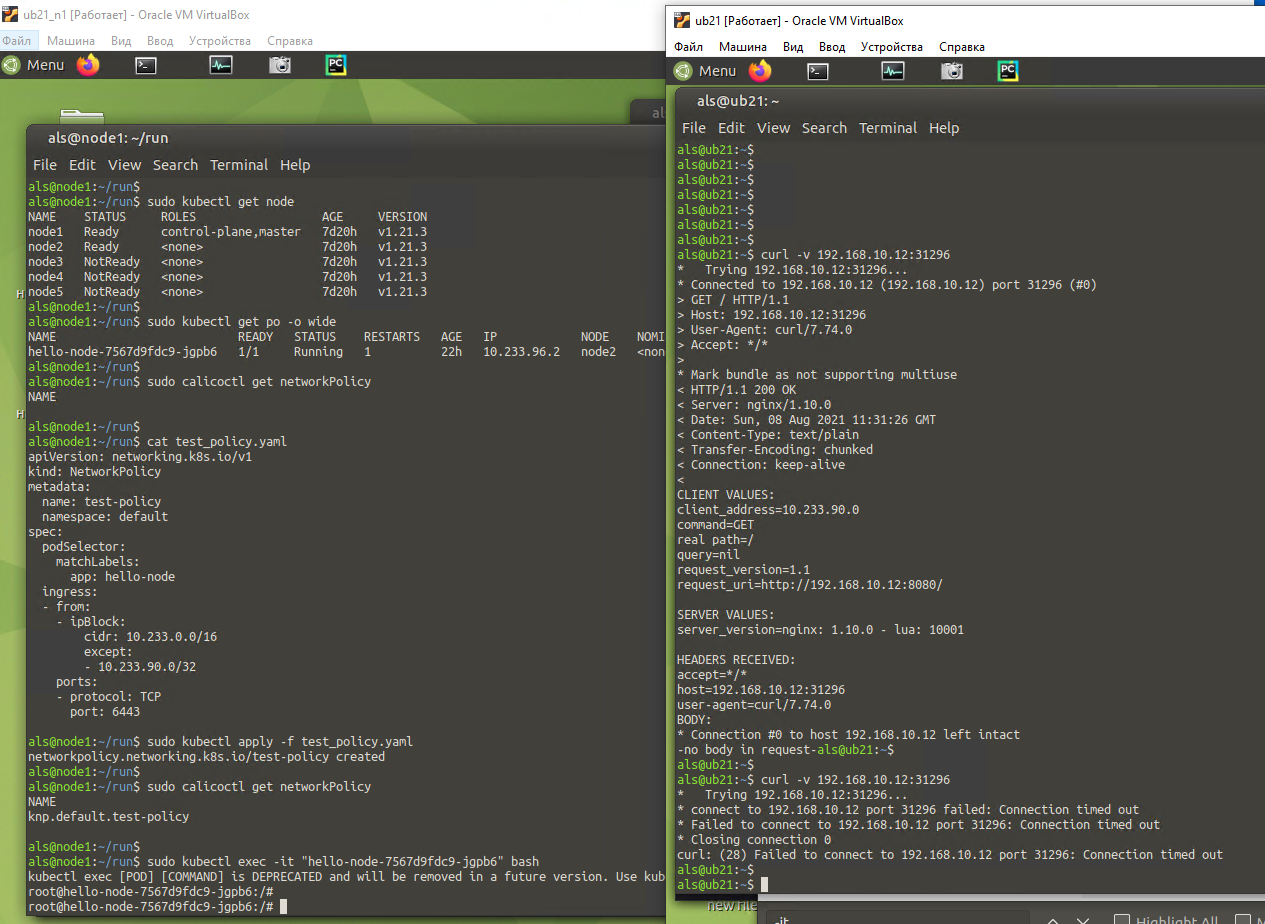 ub21_n1 [Работает] - Oracle VM VirtualBox
Файл Машина Вид Ввод Устройства Справка
Menu
als@node1: ~/run
File Edit View Search Terminal Help
als@node1:~/run$
als@node1:~/run$ sudo kubectl get node
NAME STATUS ROLES AGE VERSION
node1 Ready control-plane,master 7d20h v1.21.3
node2 Ready <none> 7d20h v1.21.3
node3 NotReady <none> 7d20h v1.21.3
node4 NotReady <none> 7d20h v1.21.3
node5 NotReady <none> 7d20h v1.21.3
als@node1:~/run$
als@node1:~/run$ sudo kubectl get po -o wide
NAME READY STATUS RESTARTS AGE IP NODE NOMI
hello-node-7567d9fdc9-jgpb6 1/1 Running 1 22h 10.233.96.2 node2 <non
als@node1:~/run$
als@node1:~/run$ sudo calicoctl get networkPolicy
NAME
als@node1:~/run$
als@node1:~/run$ cat test_policy.yaml
apiVersion: networking.k8s.io/v1
kind: NetworkPolicy
metadata:
  name: test-policy
  namespace: default
spec:
  podSelector:
    matchLabels:
      app: hello-node
  ingress:
  - from:
    - ipBlock:
        cidr: 10.233.0.0/16
        except:
        - 10.233.90.0/32
    ports:
    - protocol: TCP
      port: 6443
als@node1:~/run$ sudo kubectl apply -f test_policy.yaml
networkpolicy.networking.k8s.io/test-policy created
als@node1:~/run$
als@node1:~/run$ sudo calicoctl get networkPolicy
NAME
knp.default.test-policy
als@node1:~/run$
als@node1:~/run$ sudo kubectl exec -it "hello-node-7567d9fdc9-jgpb6" bash
kubectl exec [POD] [COMMAND] is DEPRECATED and will be removed in a future version. Use kub
root@hello-node-7567d9fdc9-jgpb6:/#
root@hello-node-7567d9fdc9-jgpb6:/#
ub21 [Работает] - Oracle VM VirtualBox
Файл Машина Вид Ввод Устройства Справка
Menu
als@ub21: ~
File Edit View Search Terminal Help
als@ub21:~$
als@ub21:~$
als@ub21:~$
als@ub21:~$
als@ub21:~$
als@ub21:~$
als@ub21:~$
als@ub21:~$ curl -v 192.168.10.12:31296
*   Trying 192.168.10.12:31296...
* Connected to 192.168.10.12 (192.168.10.12) port 31296 (#0)
> GET / HTTP/1.1
> Host: 192.168.10.12:31296
> User-Agent: curl/7.74.0
> Accept: */*
>
* Mark bundle as not supporting multiuse
< HTTP/1.1 200 OK
< Server: nginx/1.10.0
< Date: Sun, 08 Aug 2021 11:31:26 GMT
< Content-Type: text/plain
< Transfer-Encoding: chunked
< Connection: keep-alive
<
CLIENT VALUES:
client_address=10.233.90.0
command=GET
real path=/
query=nil
request_version=1.1
request_uri=http://192.168.10.12:8080/
SERVER VALUES:
server_version=nginx: 1.10.0 - lua: 10001
HEADERS RECEIVED:
accept=*/*
host=192.168.10.12:31296
user-agent=curl/7.74.0
BODY:
* Connection #0 to host 192.168.10.12 left intact
-no body in request-als@ub21:~$
als@ub21:~$
als@ub21:~$ curl -v 192.168.10.12:31296
*   Trying 192.168.10.12:31296...
* connect to 192.168.10.12 port 31296 failed: Connection timed out
* Failed to connect to 192.168.10.12 port 31296: Connection timed out
* Closing connection 0
curl: (28) Failed to connect to 192.168.10.12 port 31296: Connection timed out
als@ub21:~$
als@ub21:~$
new file
-it
Highlight All